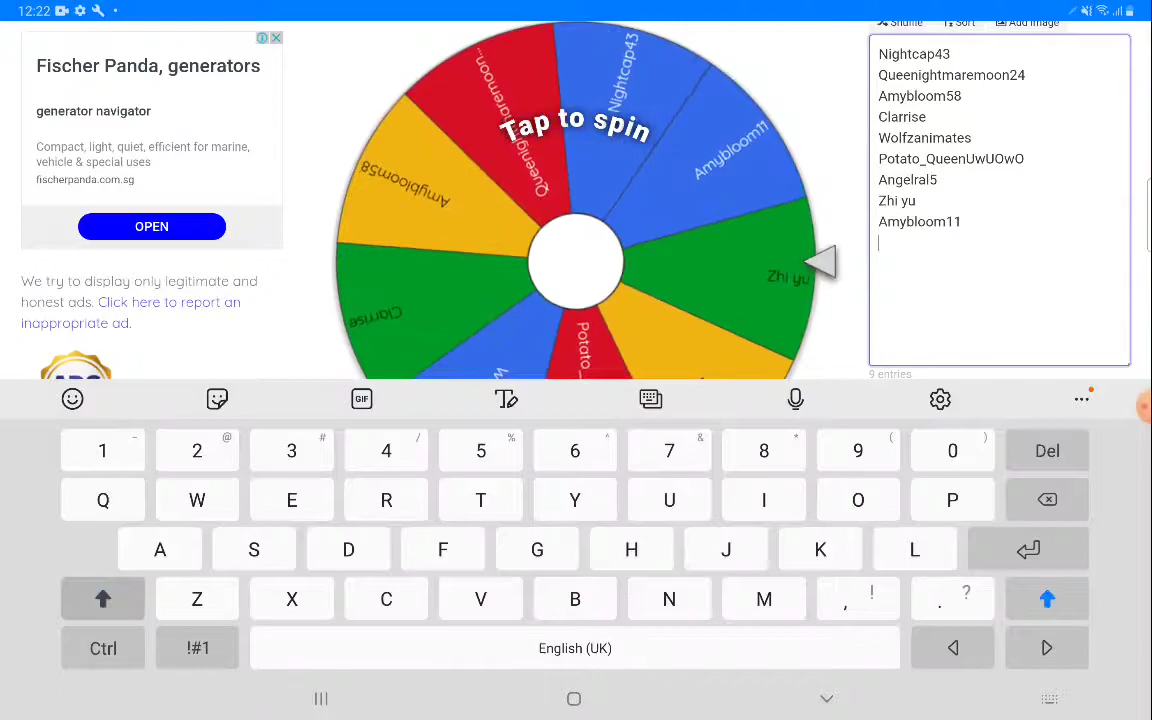 12:22
Shuffle Sort Add image
Fischer Panda, generators
generator navigator
Compact, light, quiet, efficient for marine,
vehicle & special uses
fischerpanda.com.sg
OPEN
We try to display only legitimate and
honest ads. Click here to report an
inappropriate ad.
Tap to spin
Nightcap43
Amybloom11
Zhi yu
Potato_
W
Clarrise
Amybloom58
Queenightmaremoon...
Nightcap43
Queenightmaremoon24
Amybloom58
Clarrise
Wolfzanimates
Potato_QueenUwUOwO
Angelral5
Zhi yu
Amybloom11
9 entries
GIF
1 - 2 @ 3 # 4 / 5 % 6 ^ 7 & 8 * 9 ( 0 ) Del
Q W E R T Y U I O P
A S D F G H J K L
Z X C V B N M , ! . ?
Ctrl !#1 English (UK)